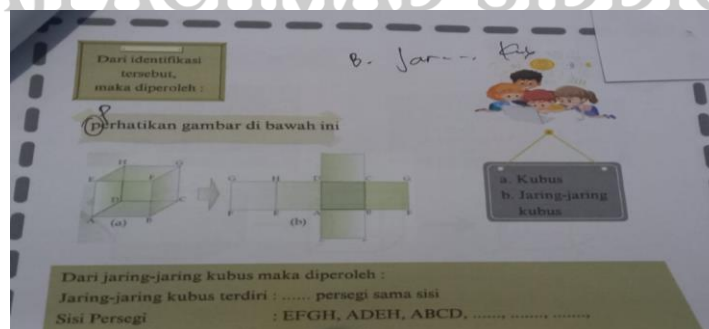 Dari identifikasi
tersebut,
maka diperoleh :
B. Jar---
P
perhatikan gambar di bawah ini
H G
E F
D C
A B
(a)
G H D C G
F E A B F
(b)
a. Kubus
b. Jaring-jaring
kubus
Dari jaring-jaring kubus maka diperoleh :
Jaring-jaring kubus terdiri : ...... persegi sama sisi
Sisi Persegi : EFGH, ADEH, ABCD, ......, ......, ......,